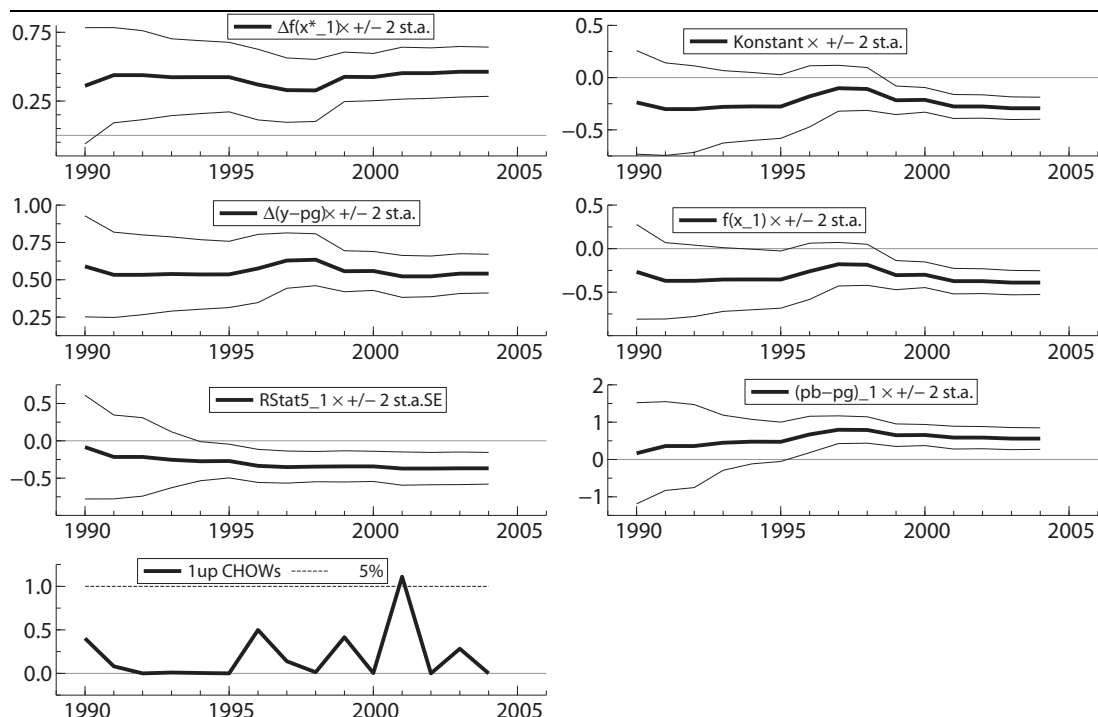 Δf(x*_1)× +/− 2 st.a.
0.75
0.25
1990 1995 2000 2005
Konstant × +/− 2 st.a.
0.0
−0.5
1990 1995 2000 2005
Δ(y−pg)× +/− 2 st.a.
1.00
0.75
0.50
0.25
1990 1995 2000 2005
f(x_1) × +/− 2 st.a.
0.5
0.0
−0.5
1990 1995 2000 2005
RStat5_1 × +/− 2 st.a.SE
0.5
0.0
−0.5
1990 1995 2000 2005
(pb−pg)_1 × +/− 2 st.a.
2
1
0
−1
1990 1995 2000 2005
1up CHOWs 5%
1.0
0.5
0.0
1990 1995 2000 2005